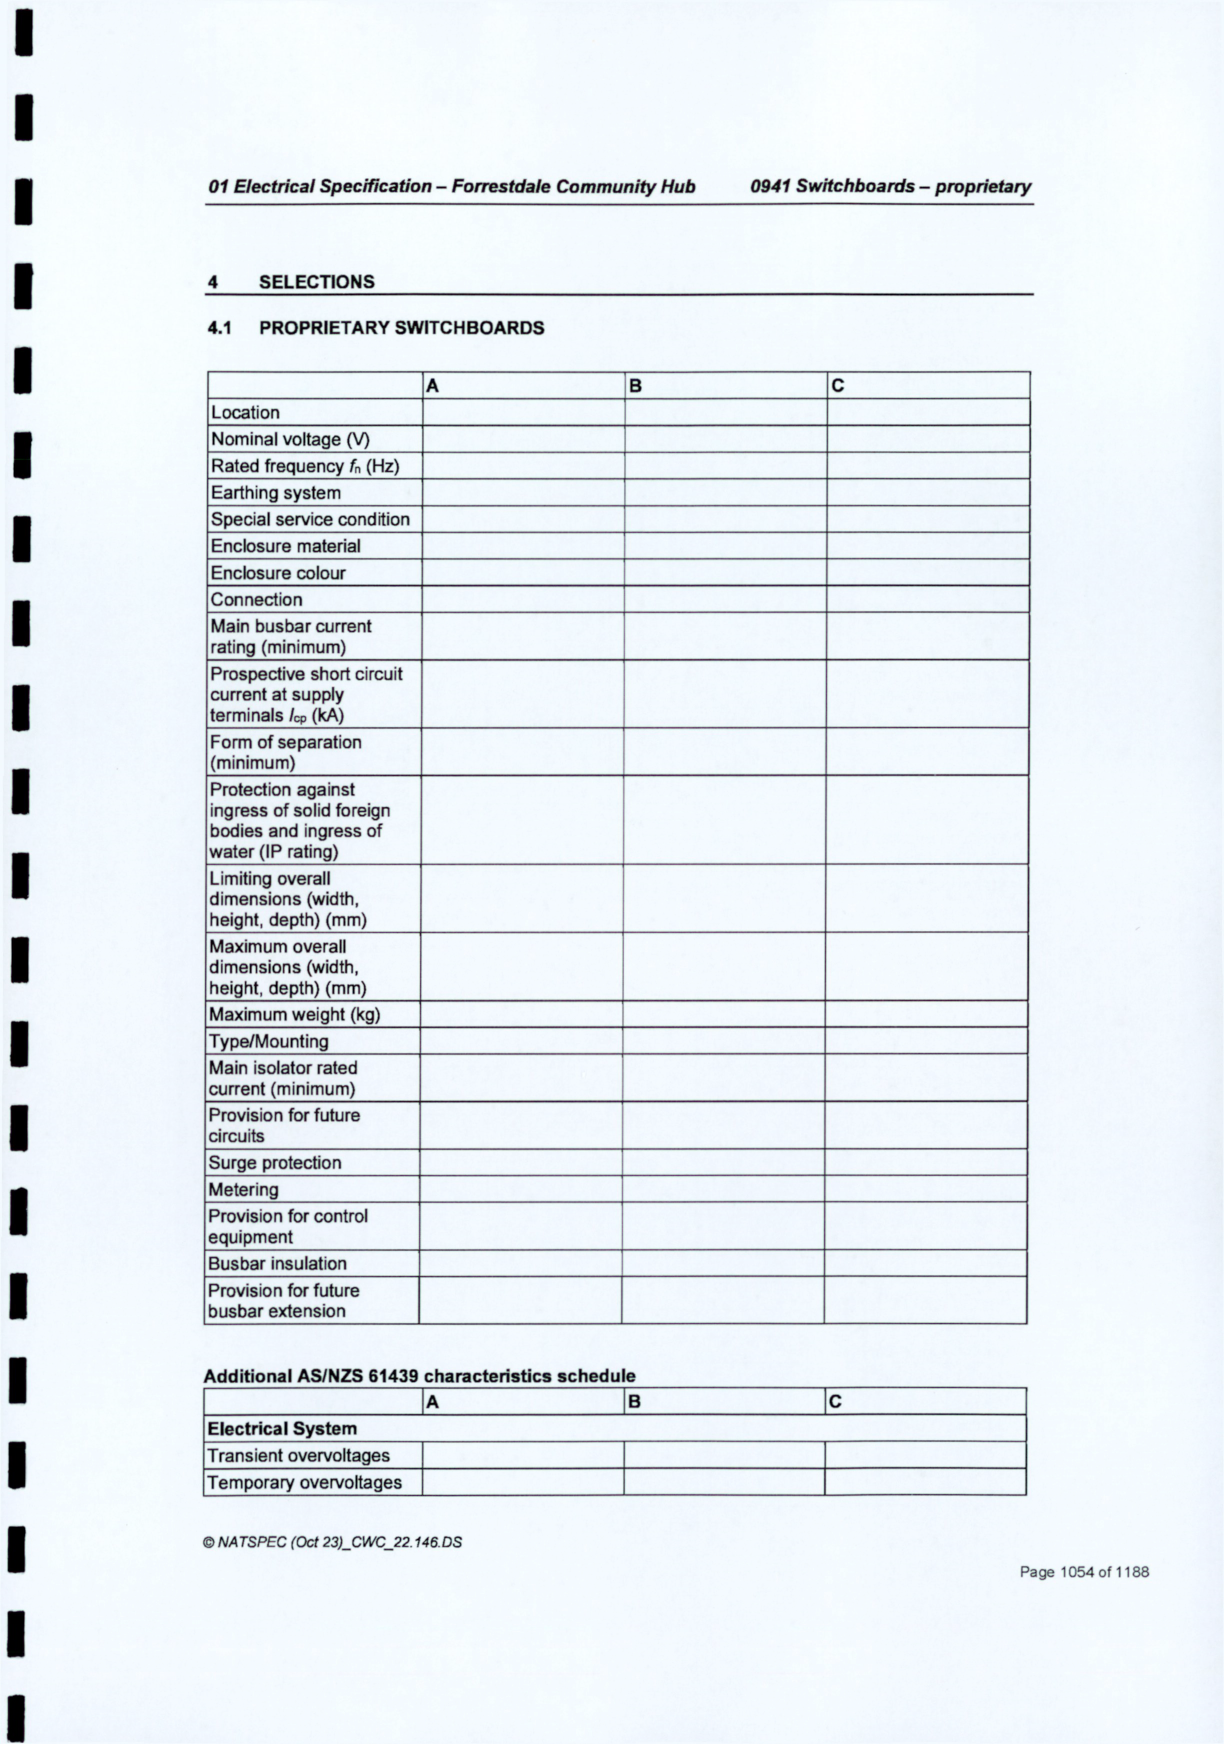 01 Electrical Specification – Forrestdale Community Hub 0941 Switchboards – proprietary
4 SELECTIONS
4.1 PROPRIETARY SWITCHBOARDS
A B C
Location
Nominal voltage (V)
Rated frequency fn (Hz)
Earthing system
Special service condition
Enclosure material
Enclosure colour
Connection
Main busbar current
rating (minimum)
Prospective short circuit
current at supply
terminals Icp (kA)
Form of separation
(minimum)
Protection against
ingress of solid foreign
bodies and ingress of
water (IP rating)
Limiting overall
dimensions (width,
height, depth) (mm)
Maximum overall
dimensions (width,
height, depth) (mm)
Maximum weight (kg)
Type/Mounting
Main isolator rated
current (minimum)
Provision for future
circuits
Surge protection
Metering
Provision for control
equipment
Busbar insulation
Provision for future
busbar extension
Additional AS/NZS 61439 characteristics schedule
A B C
Electrical System
Transient overvoltages
Temporary overvoltages
© NATSPEC (Oct 23)_CWC_22.146.DS
Page 1054 of 1188